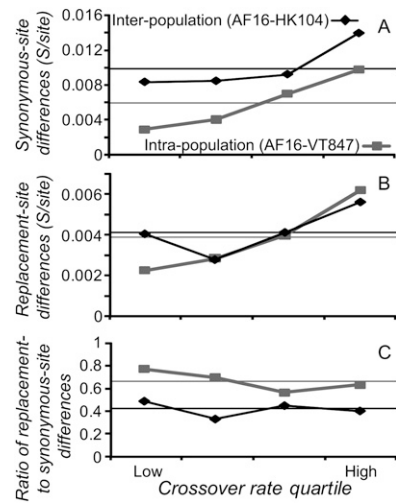 Inter-population (AF16-HK104)
A
Synonymous-site
differences (S/site)
0.016
0.012
0.008
0.004
0
Intra-population (AF16-VT847)
B
Replacement-site
differences (S/site)
0.006
0.004
0.002
0
C
Ratio of replacement-
to synonymous-site
differences
1
0.8
0.6
0.4
0.2
0
Low
High
Crossover rate quartile